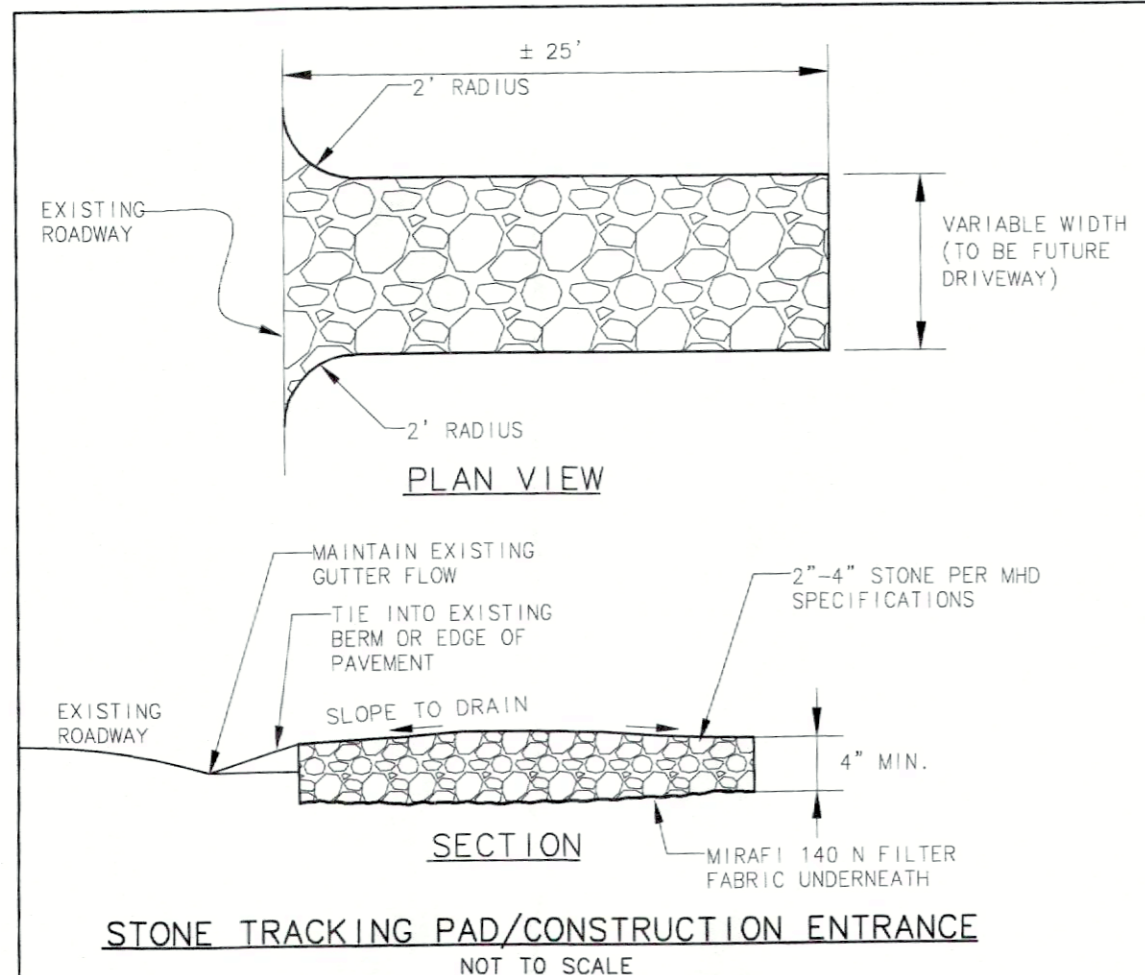 ± 25'
2' RADIUS
EXISTING
ROADWAY
VARIABLE WIDTH
(TO BE FUTURE
DRIVEWAY)
2' RADIUS
PLAN VIEW
MAINTAIN EXISTING
GUTTER FLOW
2"-4" STONE PER MHD
SPECIFICATIONS
TIE INTO EXISTING
BERM OR EDGE OF
PAVEMENT
EXISTING
ROADWAY
SLOPE TO DRAIN
4" MIN.
SECTION
MIRAFI 140 N FILTER
FABRIC UNDERNEATH
STONE TRACKING PAD/CONSTRUCTION ENTRANCE
NOT TO SCALE